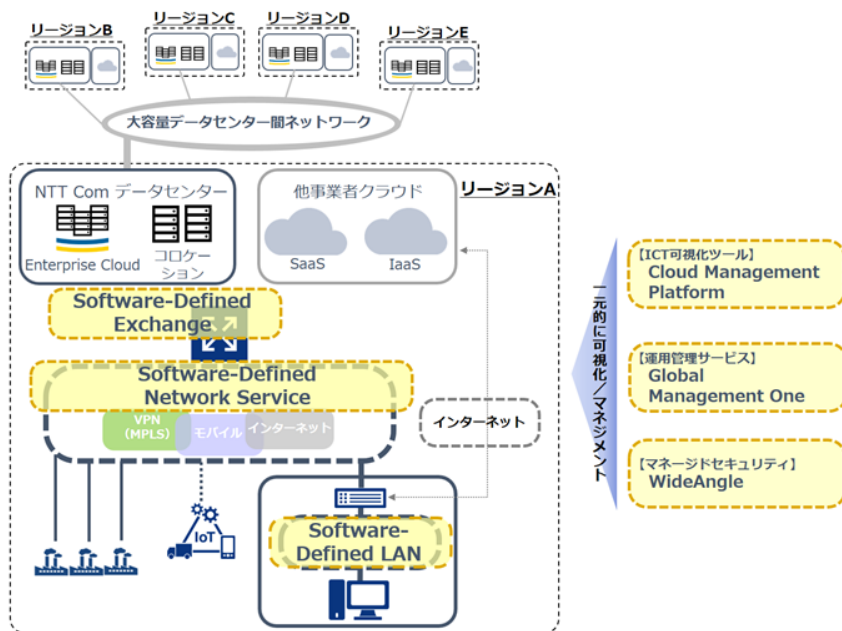 リージョンB
リージョンC
リージョンD
リージョンE
大容量データセンター間ネットワーク
リージョンA
NTT Com データセンター
Enterprise Cloud
コロケー
ション
他事業者クラウド
SaaS
IaaS
Software-Defined
Exchange
Software-Defined
Network Service
VPN
(MPLS)
モバイル
インターネット
インターネット
IoT
Software-
Defined LAN
一元的に可視化／マネジメント
【ICT可視化ツール】
Cloud Management
Platform
【運用管理サービス】
Global
Management One
【マネージドセキュリティ】
WideAngle